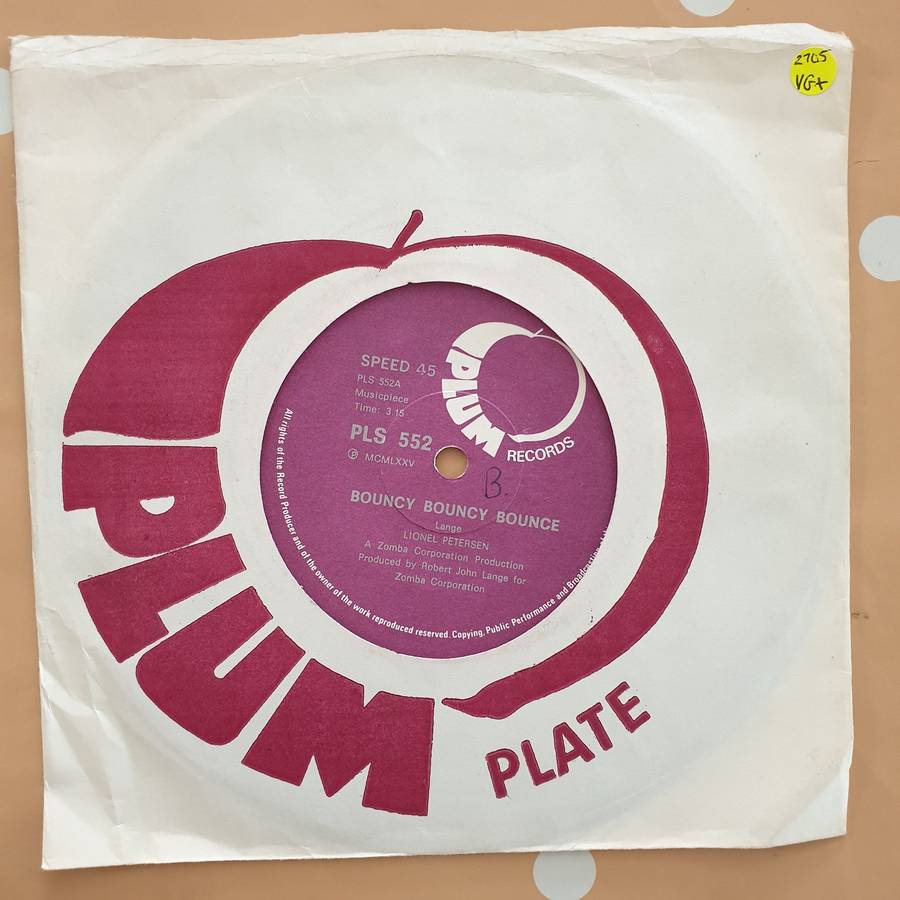 2705
VG+
SPEED 45
PLS 552A
Musicpiece
Time: 3 15
PLUM
RECORDS
PLS 552
Ⓟ MCMLXXV
B.
BOUNCY BOUNCY BOUNCE
Lange
LIONEL PETERSEN
A Zomba Corporation Production
Produced by Robert John Lange for
Zomba Corporation
All rights of the Record Producer and of the owner of the work reproduced reserved. Copying, Public Performance and
PLUM
PLATE